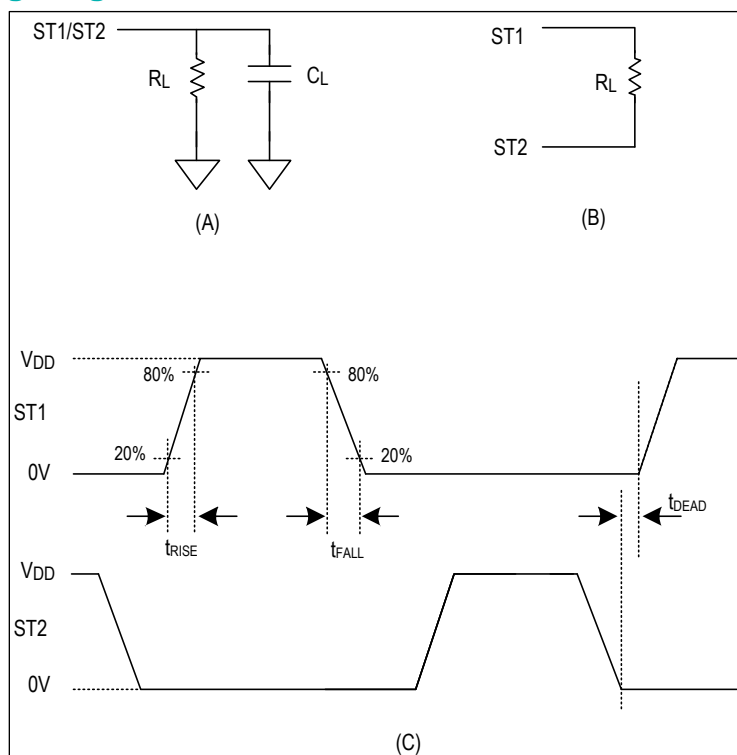 ST1/ST2
RL
CL
(A)
ST1
RL
ST2
(B)
VDD
80%
80%
ST1
20%
20%
0V
tRISE
tFALL
tDEAD
VDD
ST2
0V
(C)